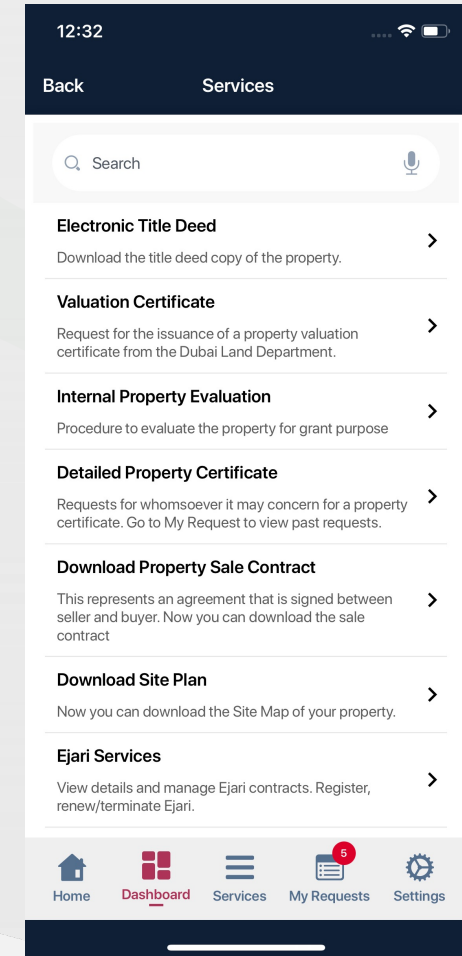 12:32
Back
Services
Search
Electronic Title Deed
Download the title deed copy of the property.
Valuation Certificate
Request for the issuance of a property valuation
certificate from the Dubai Land Department.
Internal Property Evaluation
Procedure to evaluate the property for grant purpose
Detailed Property Certificate
Requests for whomsoever it may concern for a property
certificate. Go to My Request to view past requests.
Download Property Sale Contract
This represents an agreement that is signed between
seller and buyer. Now you can download the sale
contract
Download Site Plan
Now you can download the Site Map of your property.
Ejari Services
View details and manage Ejari contracts. Register,
renew/terminate Ejari.
5
Home
Dashboard
Services
My Requests
Settings